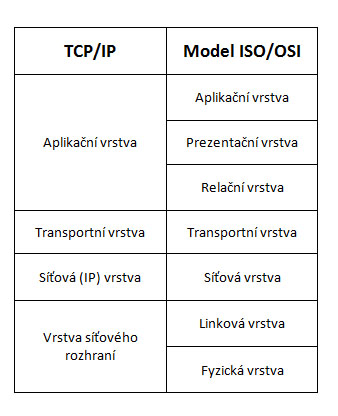 TCP/IP
Model ISO/OSI
Aplikační vrstva
Aplikační vrstva
Prezentační vrstva
Relační vrstva
Transportní vrstva
Transportní vrstva
Síťová (IP) vrstva
Síťová vrstva
Vrstva síťového
rozhraní
Linková vrstva
Fyzická vrstva